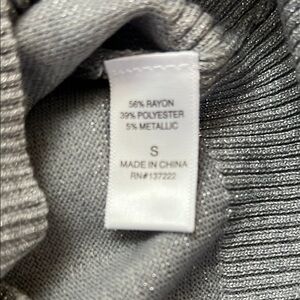 56% RAYON
39% POLYESTER
5% METALLIC
S
MADE IN CHINA
RN#137222